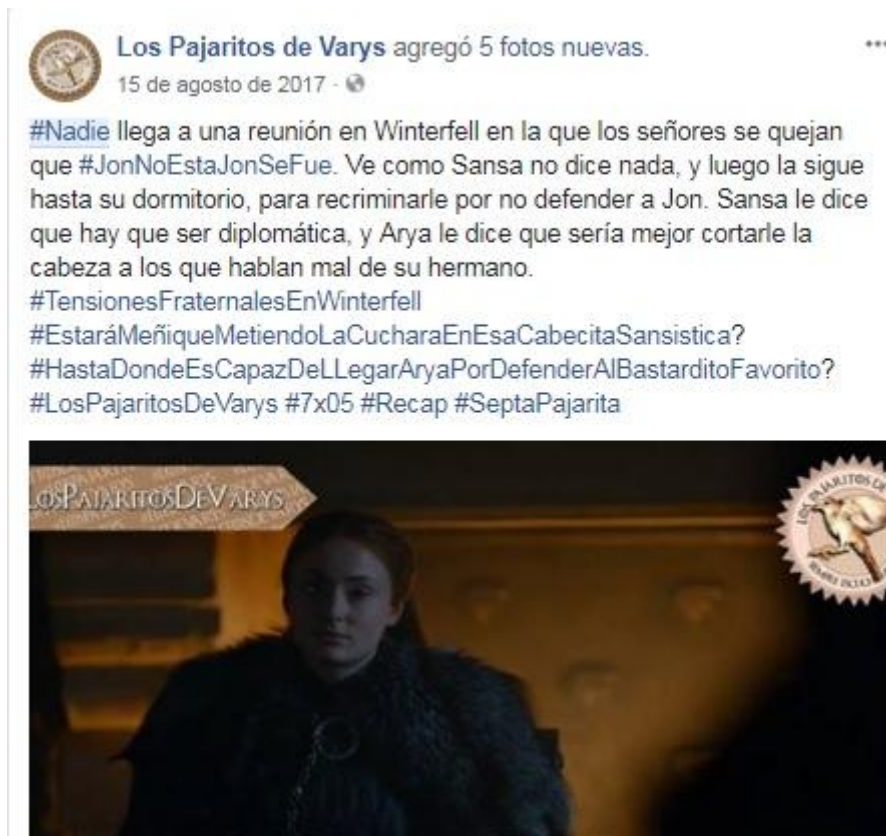 Los Pajaritos de Varys agregó 5 fotos nuevas.
15 de agosto de 2017 ·
#Nadie llega a una reunión en Winterfell en la que los señores se quejan
que #JonNoEstaJonSeFue. Ve como Sansa no dice nada, y luego la sigue
hasta su dormitorio, para recriminarle por no defender a Jon. Sansa le dice
que hay que ser diplomática, y Arya le dice que sería mejor cortarle la
cabeza a los que hablan mal de su hermano.
#TensionesFraternalesEnWinterfell
#EstaráMeñiqueMetiendoLaCucharaEnEsaCabecitaSansistica?
#HastaDondeEsCapazDeLLegarAryaPorDefenderAlBastarditoFavorito?
#LosPajaritosDeVarys #7x05 #Recap #SeptaPajarita
LOSPAJARITOSDEVARYS
LOS PAJARITOS DE